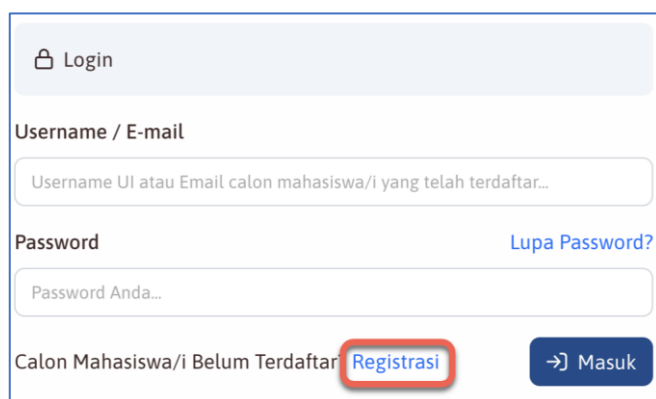 Login
Username / E-mail
Username UI atau Email calon mahasiswa/i yang telah terdaftar...
Password Lupa Password?
Password Anda...
Calon Mahasiswa/i Belum Terdaftar? Registrasi Masuk